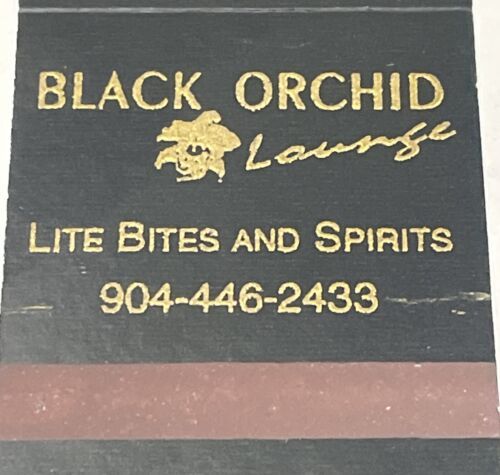 BLACK ORCHID
Lounge
LITE BITES AND SPIRITS
904-446-2433